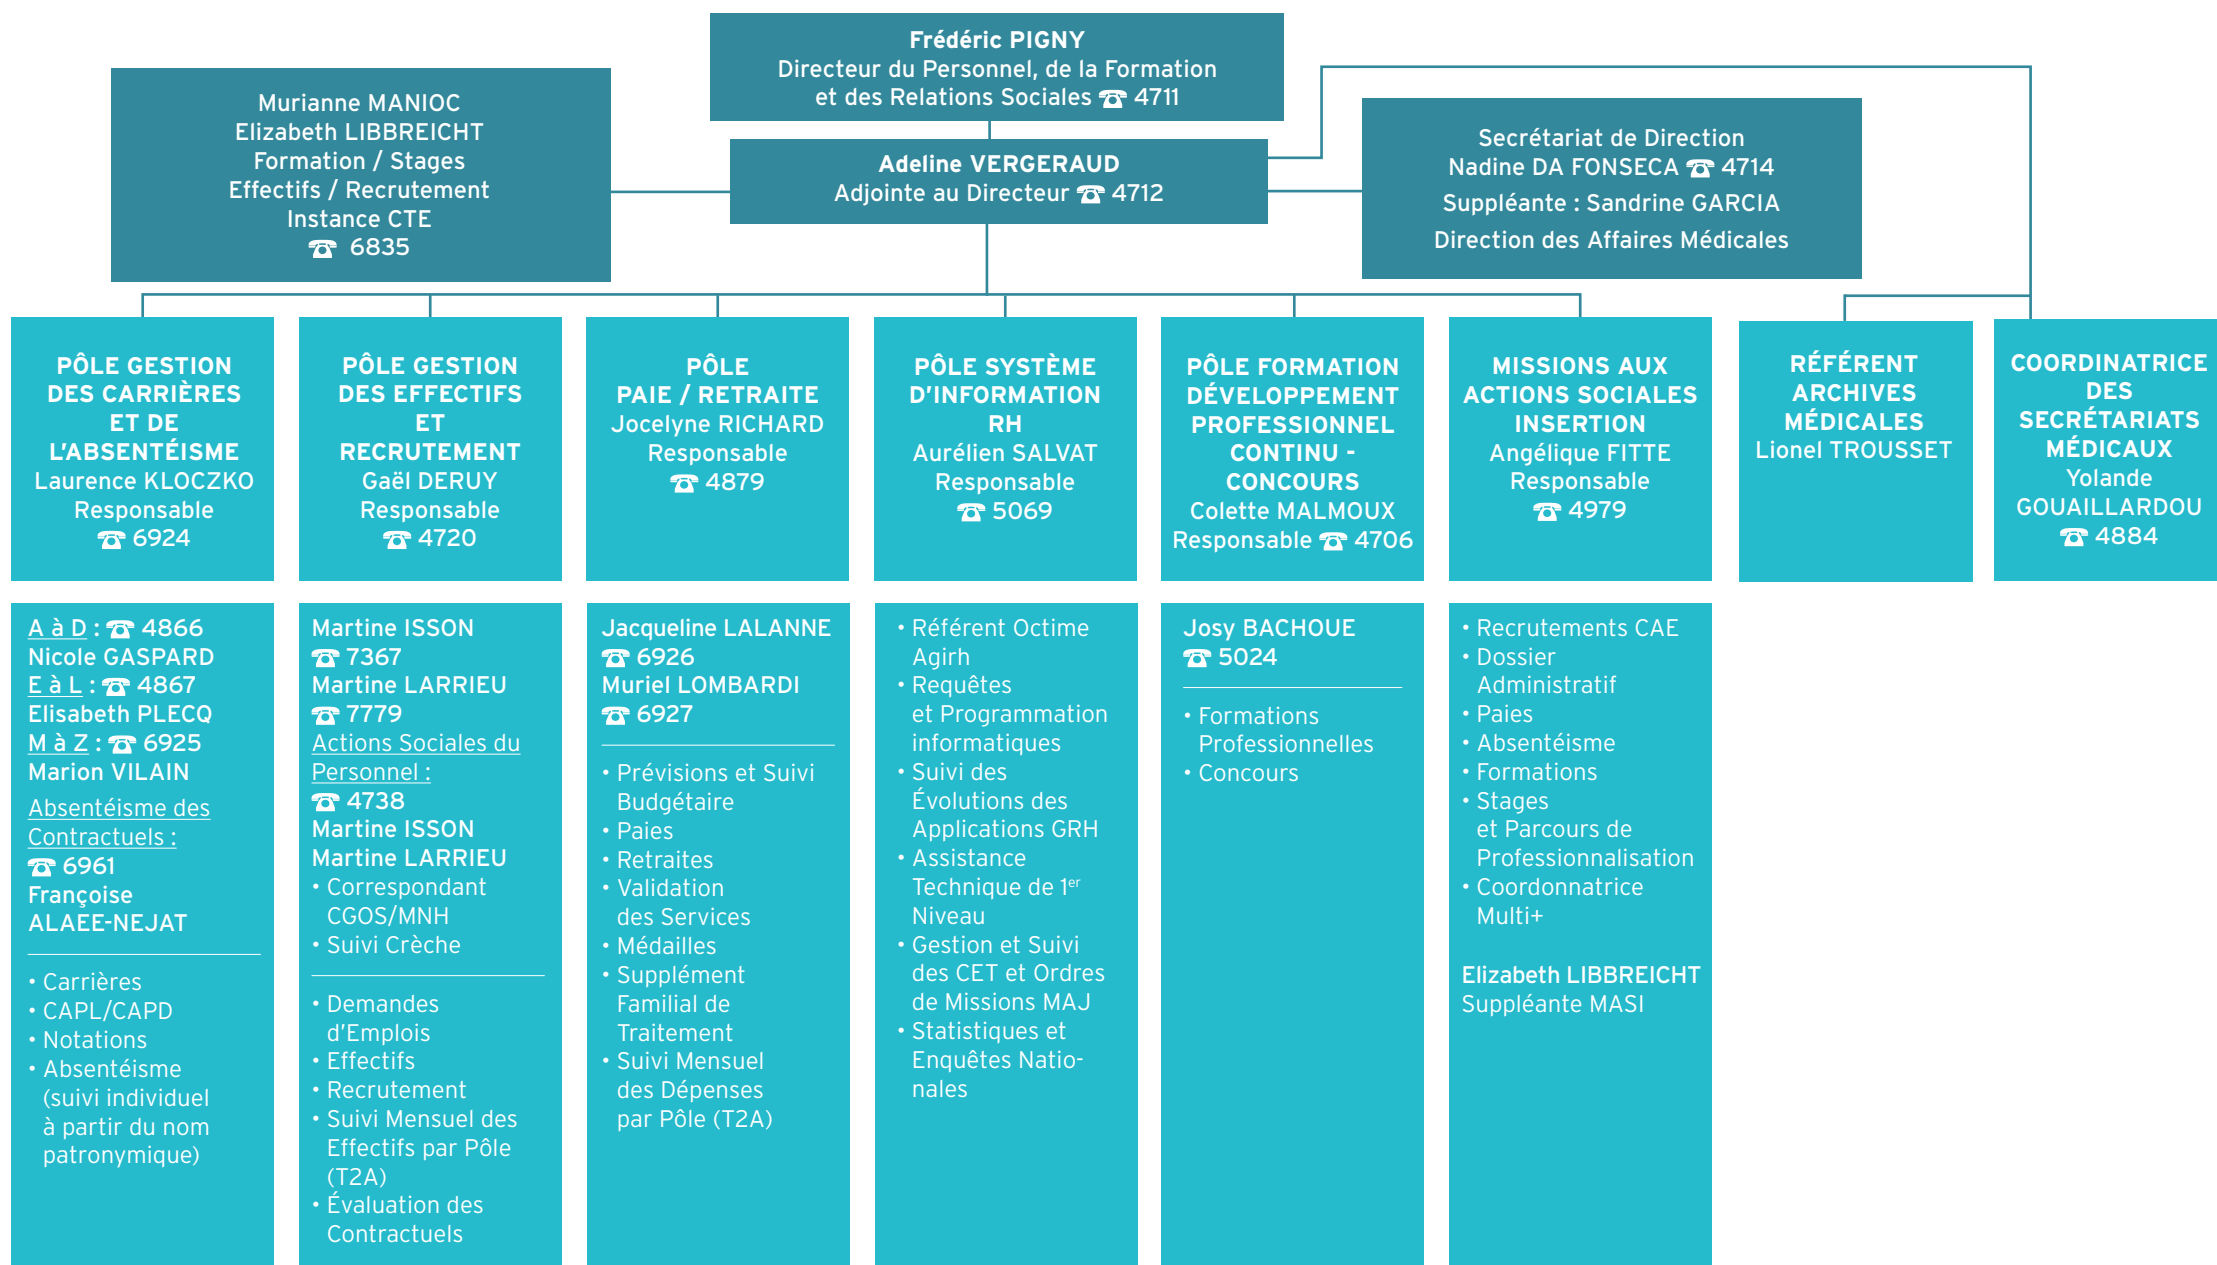 Frédéric PIGNY
Directeur du Personnel, de la Formation
et des Relations Sociales ☎ 4711
Murianne MANIOC
Elizabeth LIBBREICHT
Formation / Stages
Effectifs / Recrutement
Instance CTE
☎ 6835
Adeline VERGERAUD
Adjointe au Directeur ☎ 4712
Secrétariat de Direction
Nadine DA FONSECA ☎ 4714
Suppléante : Sandrine GARCIA
Direction des Affaires Médicales
PÔLE GESTION
DES CARRIÈRES
ET DE
L'ABSENTÉISME
Laurence KLOCZKO
Responsable
☎ 6924
PÔLE GESTION
DES EFFECTIFS
ET
RECRUTEMENT
Gaël DERUY
Responsable
☎ 4720
PÔLE
PAIE / RETRAITE
Jocelyne RICHARD
Responsable
☎ 4879
PÔLE SYSTÈME
D'INFORMATION
RH
Aurélien SALVAT
Responsable
☎ 5069
PÔLE FORMATION
DÉVELOPPEMENT
PROFESSIONNEL
CONTINU -
CONCOURS
Colette MALMOUX
Responsable ☎ 4706
MISSIONS AUX
ACTIONS SOCIALES
INSERTION
Angélique FITTE
Responsable
☎ 4979
RÉFÉRENT
ARCHIVES
MÉDICALES
Lionel TROUSSET
COORDINATRICE
DES
SECRÉTARIATS
MÉDICAUX
Yolande
GOUAILLARDOU
☎ 4884
A à D : ☎ 4866
Nicole GASPARD
E à L : ☎ 4867
Elisabeth PLECQ
M à Z : ☎ 6925
Marion VILAIN
Absentéisme des
Contractuels :
☎ 6961
Françoise
ALAEE-NEJAT
• Carrières
• CAPL/CAPD
• Notations
• Absentéisme
(suivi individuel
à partir du nom
patronymique)
Martine ISSON
☎ 7367
Martine LARRIEU
☎ 7779
Actions Sociales du
Personnel :
☎ 4738
Martine ISSON
Martine LARRIEU
• Correspondant
CGOS/MNH
• Suivi Crèche
• Demandes
d'Emplois
• Effectifs
• Recrutement
• Suivi Mensuel des
Effectifs par Pôle
(T2A)
• Évaluation des
Contractuels
Jacqueline LALANNE
☎ 6926
Muriel LOMBARDI
☎ 6927
• Prévisions et Suivi
Budgétaire
• Paies
• Retraites
• Validation
des Services
• Médailles
• Supplément
Familial de
Traitement
• Suivi Mensuel
des Dépenses
par Pôle (T2A)
• Référent Octime
Agirh
• Requêtes
et Programmation
informatiques
• Suivi des
Évolutions des
Applications GRH
• Assistance
Technique de 1er
Niveau
• Gestion et Suivi
des CET et Ordres
de Missions MAJ
• Statistiques et
Enquêtes Natio-
nales
Josy BACHOUE
☎ 5024
• Formations
Professionnelles
• Concours
• Recrutements CAE
• Dossier
Administratif
• Paies
• Absentéisme
• Formations
• Stages
et Parcours de
Professionnalisation
• Coordonnatrice
Multi+
Elizabeth LIBBREICHT
Suppléante MASI